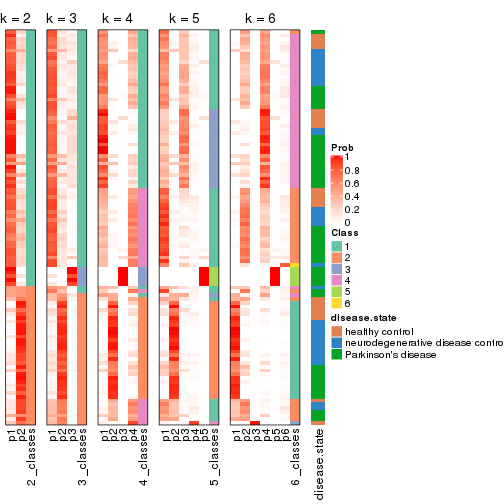 k = 2 k = 3 k = 4 k = 5 k = 6
Prob
1
0.8
0.6
0.4
0.2
0
Class
1
2
3
4
5
6
disease.state
healthy control
neurodegenerative disease contro
Parkinson's disease
p1
p2
2_classes
p1
p2
p3
3_classes
p1
p2
p3
p4
4_classes
p1
p2
p3
p4
p5
5_classes
p1
p2
p3
p4
p5
p6
6_classes
disease.state